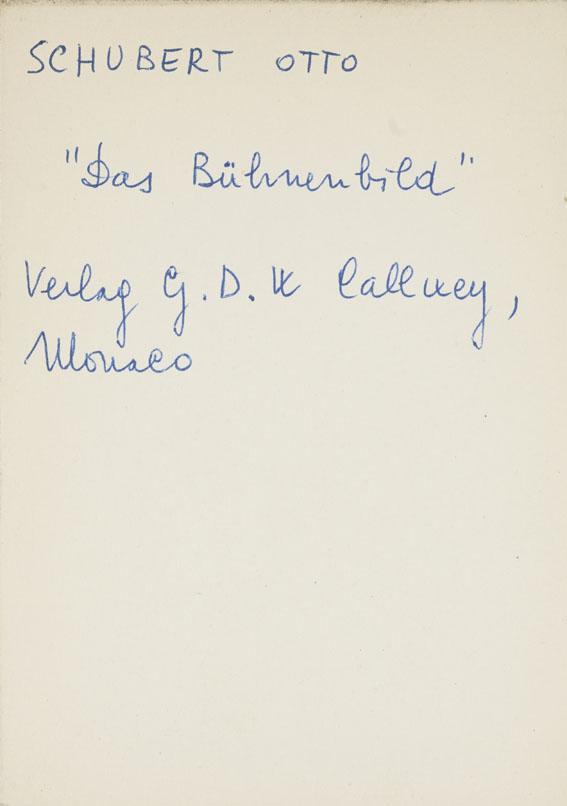 SCHUBERT OTTO
"Das Bühnenbild"
Verlag G. D. W Callwey,
Monaco